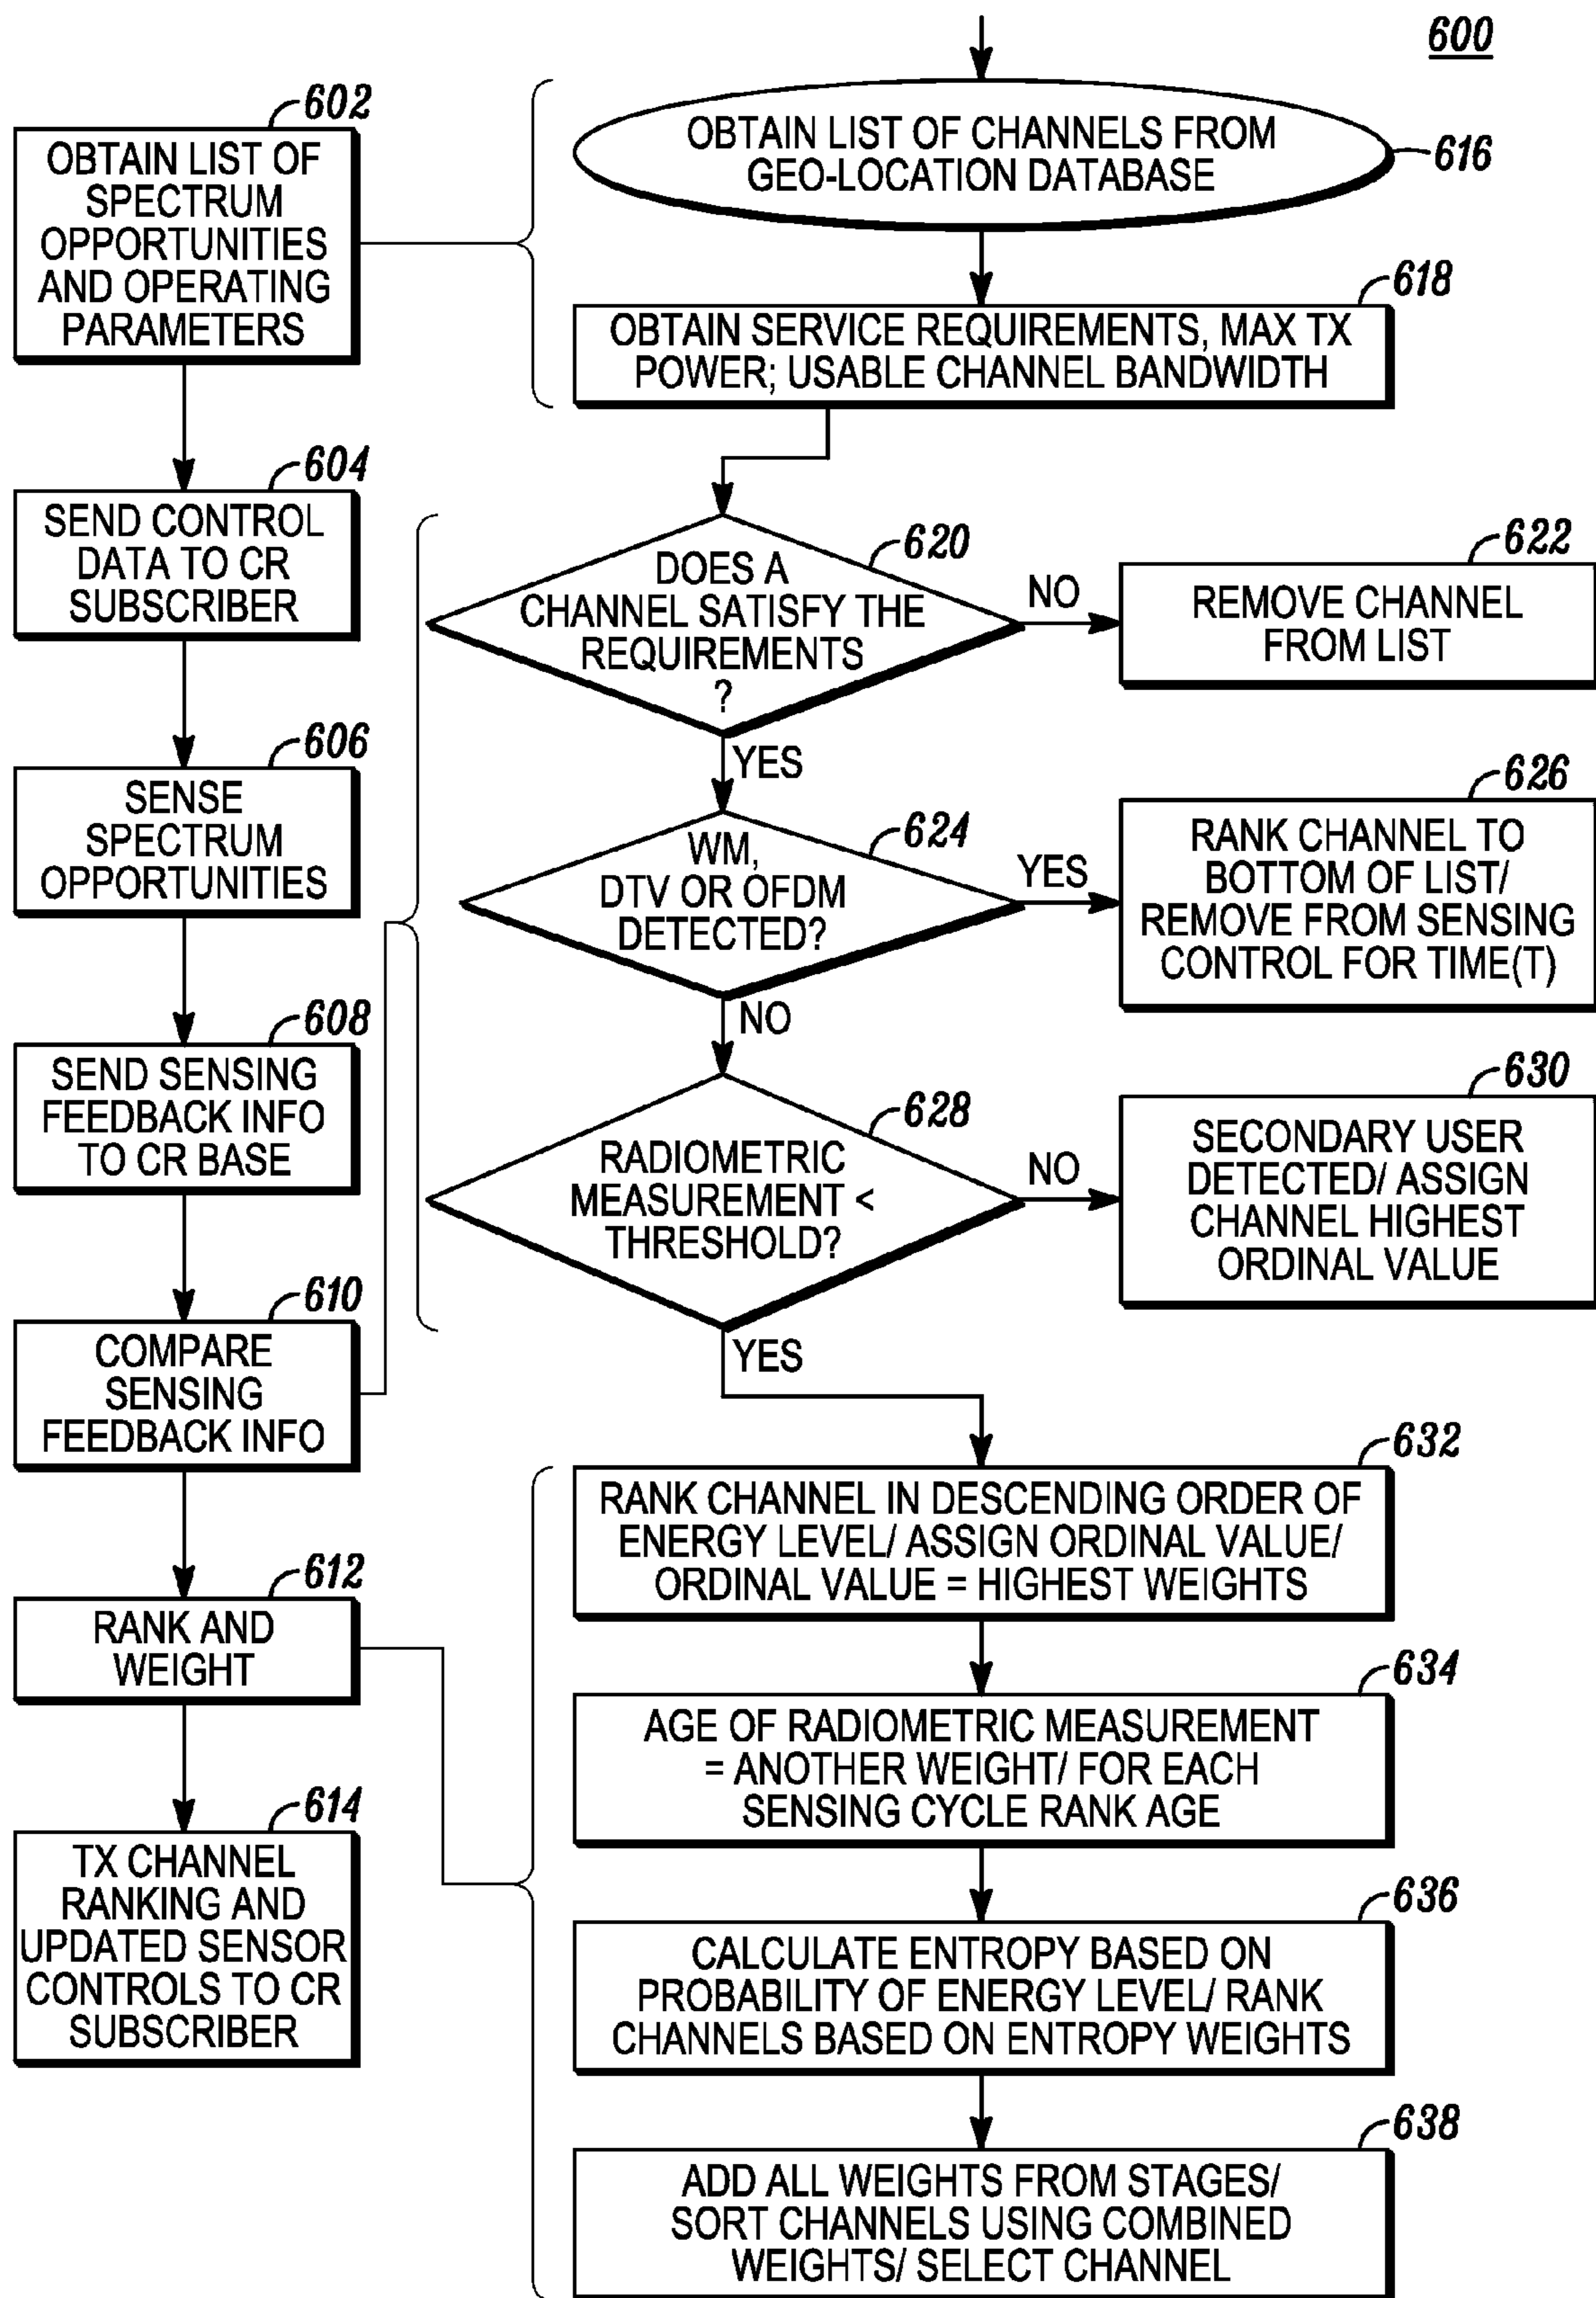 600
602
OBTAIN LIST OF
SPECTRUM
OPPORTUNITIES
AND OPERATING
PARAMETERS
604
SEND CONTROL
DATA TO CR
SUBSCRIBER
606
SENSE
SPECTRUM
OPPORTUNITIES
608
SEND SENSING
FEEDBACK INFO
TO CR BASE
610
COMPARE
SENSING
FEEDBACK INFO
612
RANK AND
WEIGHT
614
TX CHANNEL
RANKING AND
UPDATED SENSOR
CONTROLS TO CR
SUBSCRIBER
OBTAIN LIST OF CHANNELS FROM
GEO-LOCATION DATABASE
616
618
OBTAIN SERVICE REQUIREMENTS, MAX TX
POWER; USABLE CHANNEL BANDWIDTH
620
DOES A
CHANNEL SATISFY THE
REQUIREMENTS
?
NO
622
REMOVE CHANNEL
FROM LIST
YES
624
WM,
DTV OR OFDM
DETECTED?
YES
626
RANK CHANNEL TO
BOTTOM OF LIST/
REMOVE FROM SENSING
CONTROL FOR TIME(T)
NO
628
RADIOMETRIC
MEASUREMENT <
THRESHOLD?
NO
630
SECONDARY USER
DETECTED/ ASSIGN
CHANNEL HIGHEST
ORDINAL VALUE
YES
632
RANK CHANNEL IN DESCENDING ORDER OF
ENERGY LEVEL/ ASSIGN ORDINAL VALUE/
ORDINAL VALUE = HIGHEST WEIGHTS
634
AGE OF RADIOMETRIC MEASUREMENT
= ANOTHER WEIGHT/ FOR EACH
SENSING CYCLE RANK AGE
636
CALCULATE ENTROPY BASED ON
PROBABILITY OF ENERGY LEVEL/ RANK
CHANNELS BASED ON ENTROPY WEIGHTS
638
ADD ALL WEIGHTS FROM STAGES/
SORT CHANNELS USING COMBINED
WEIGHTS/ SELECT CHANNEL